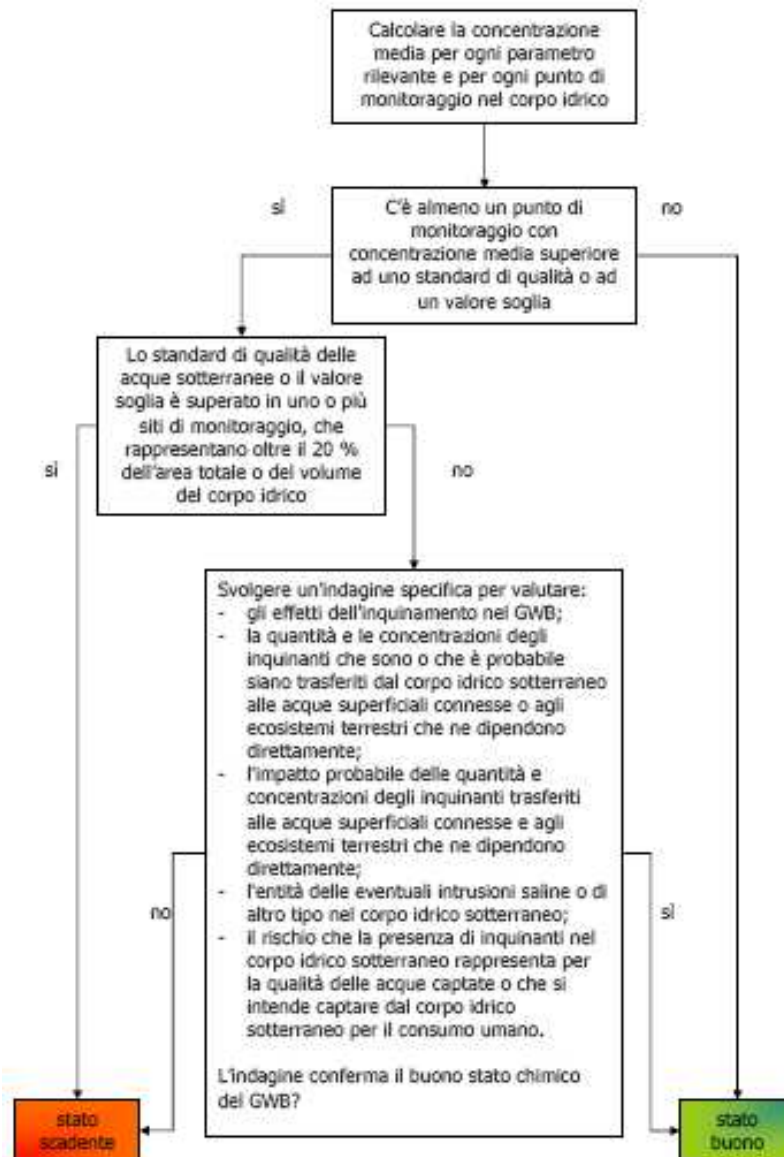 Calcolare la concentrazione
media per ogni parametro
rilevante e per ogni punto di
monitoraggio nel corpo idrico
sì
C'è almeno un punto di
monitoraggio con
concentrazione media superiore
ad uno standard di qualità o ad
un valore soglia
no
Lo standard di qualità delle
acque sotterranee o il valore
soglia è superato in uno o più
siti di monitoraggio, che
rappresentano oltre il 20 %
dell'area totale o del volume
del corpo idrico
sì
no
Svolgere un'indagine specifica per valutare:
- gli effetti dell'inquinamento nel GWB;
- la quantità e le concentrazioni degli
inquinanti che sono o che è probabile
siano trasferiti dal corpo idrico sotterraneo
alle acque superficiali connesse o agli
ecosistemi terrestri che ne dipendono
direttamente;
- l'impatto probabile delle quantità e
concentrazioni degli inquinanti trasferiti
alle acque superficiali connesse e agli
ecosistemi terrestri che ne dipendono
direttamente;
- l'entità delle eventuali intrusioni saline o di
altro tipo nel corpo idrico sotterraneo;
- il rischio che la presenza di inquinanti nel
corpo idrico sotterraneo rappresenta per
la qualità delle acque captate o che si
intende captare dal corpo idrico
sotterraneo per il consumo umano.
L'indagine conferma il buono stato chimico
del GWB?
no
sì
stato
scadente
stato
buono